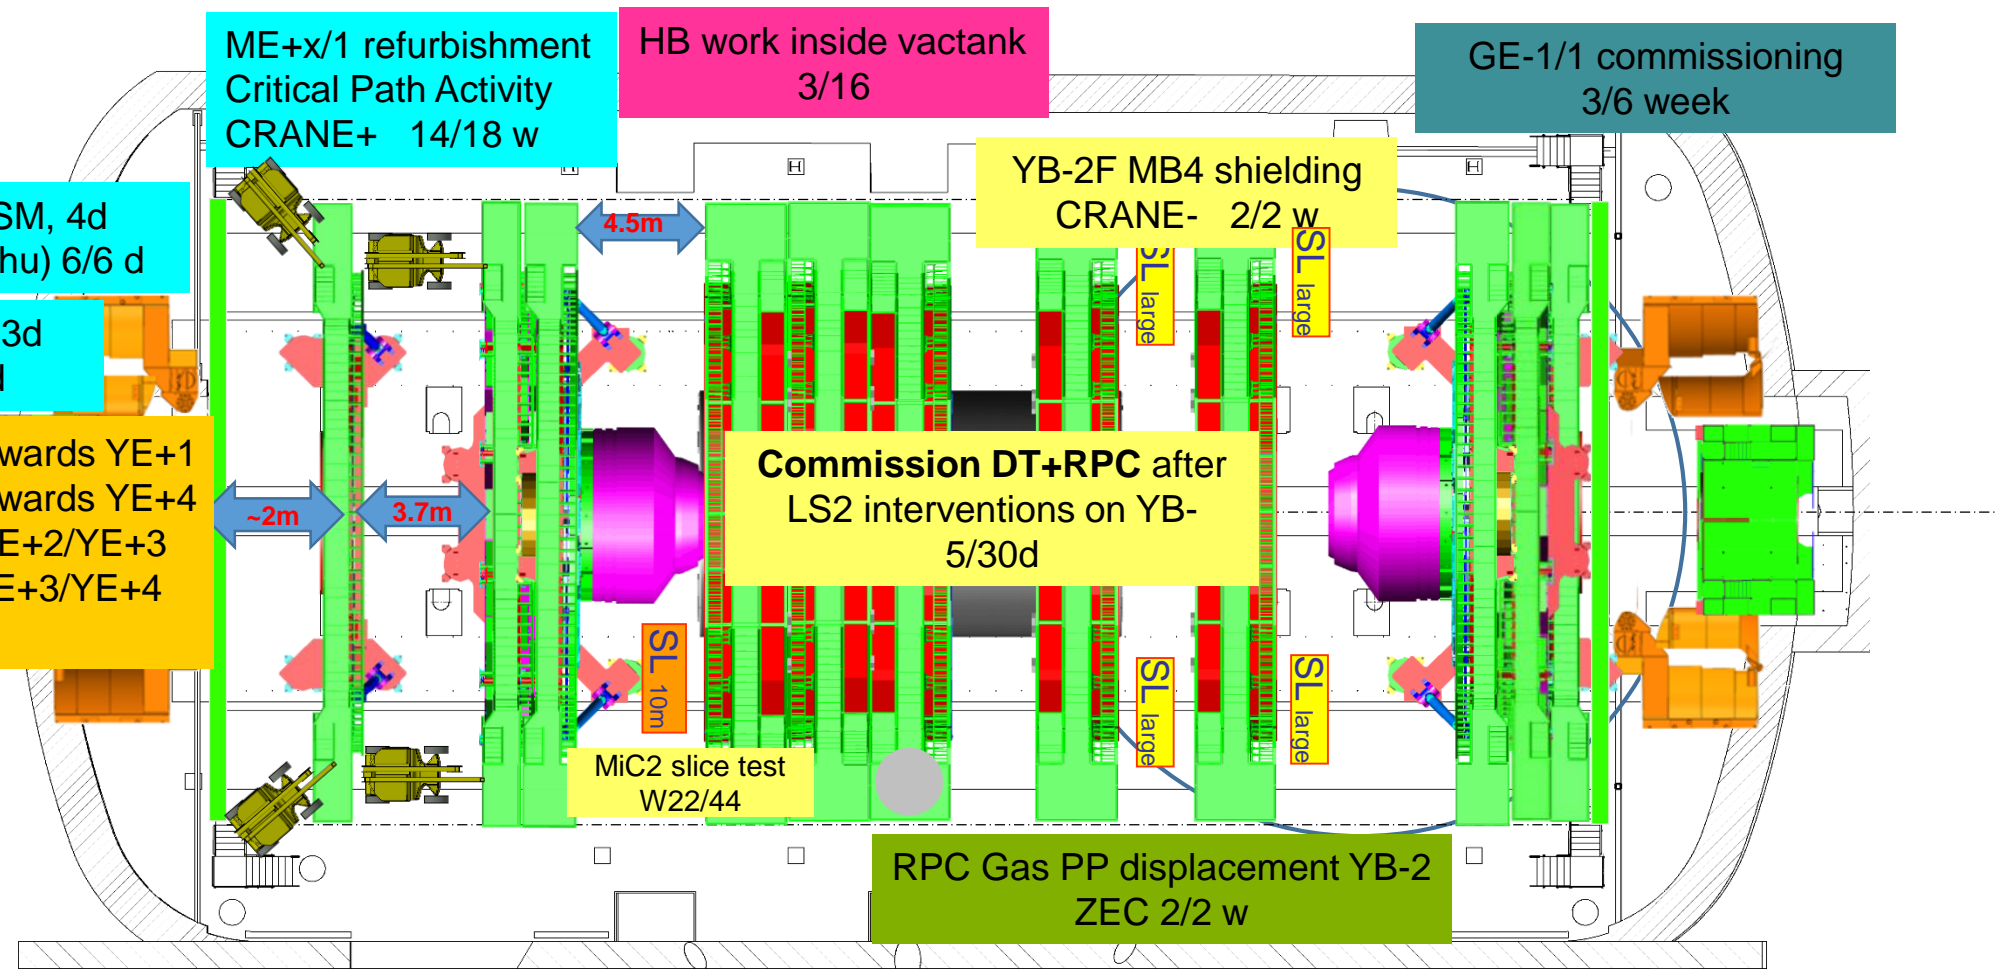 ME+x/1 refurbishment
Critical Path Activity
CRANE+ 14/18 w
HB work inside vactank
3/16
GE-1/1 commissioning
3/6 week
YB-2F MB4 shielding
CRANE- 2/2 w
SM, 4d
hu) 6/6 d
3d
4.5m
SL large
SL large
wards YE+1
wards YE+4
E+2/YE+3
E+3/YE+4
~2m
3.7m
Commission DT+RPC after
LS2 interventions on YB-
5/30d
SL 10m
SL large
SL large
MiC2 slice test
W22/44
RPC Gas PP displacement YB-2
ZEC 2/2 w
H
H
H